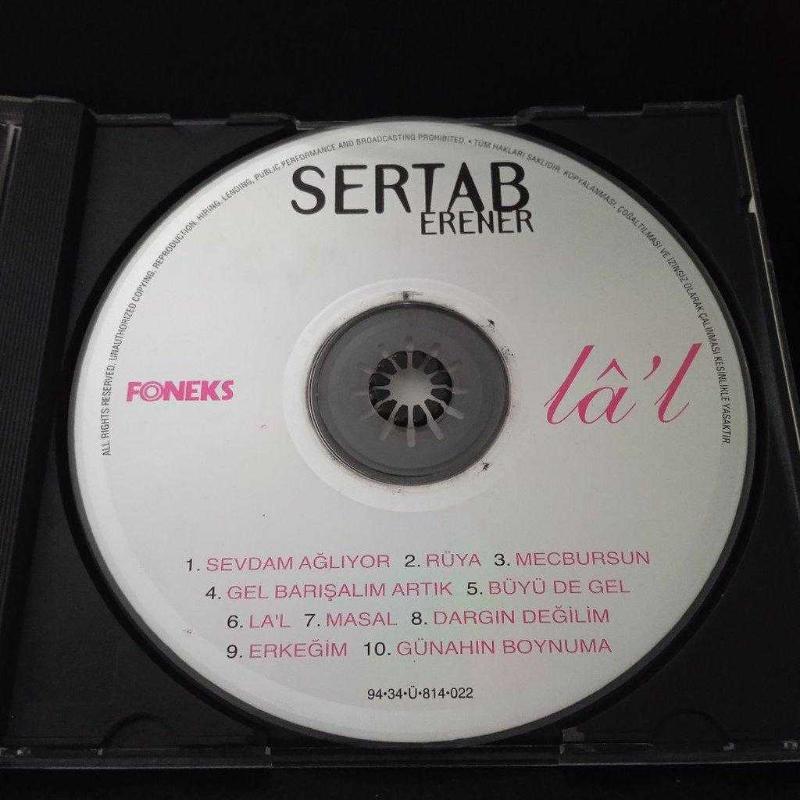 ALL RIGHTS RESERVED. UNAUTHORIZED COPYING, REPRODUCTION, HIRING, LENDING, PUBLIC PERFORMANCE AND BROADCASTING PROHIBITED. • TÜM HAKLARI SAKLIDIR. KOPYALANMASI, ÇOĞALTILMASI VE İZİNSİZ OLARAK ÇALINMASI KESİNLİKLE YASAKTIR.
SERTAB
ERENER
FONEKS
lâ'l
1. SEVDAM AĞLIYOR 2. RÜYA 3. MECBURSUN
4. GEL BARIŞALIM ARTIK 5. BÜYÜ DE GEL
6. LA'L 7. MASAL 8. DARGIN DEĞİLİM
9. ERKEĞİM 10. GÜNAHIN BOYNUMA
94•34•Ü•814•022